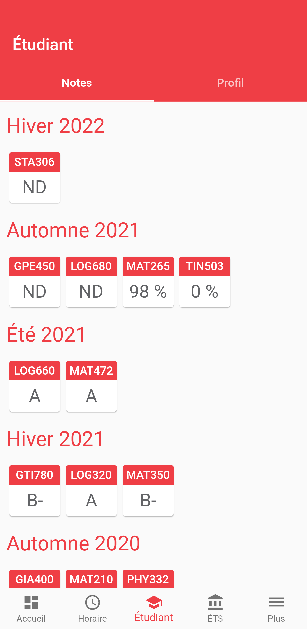 Étudiant
Notes Profil
Hiver 2022
STA306
ND
Automne 2021
GPE450 LOG680 MAT265 TIN503
ND ND 98 % 0 %
Été 2021
LOG660 MAT472
A A
Hiver 2021
GTI780 LOG320 MAT350
B- A B-
Automne 2020
GIA400 MAT210 PHY332
Accueil Horaire Étudiant ÉTS Plus